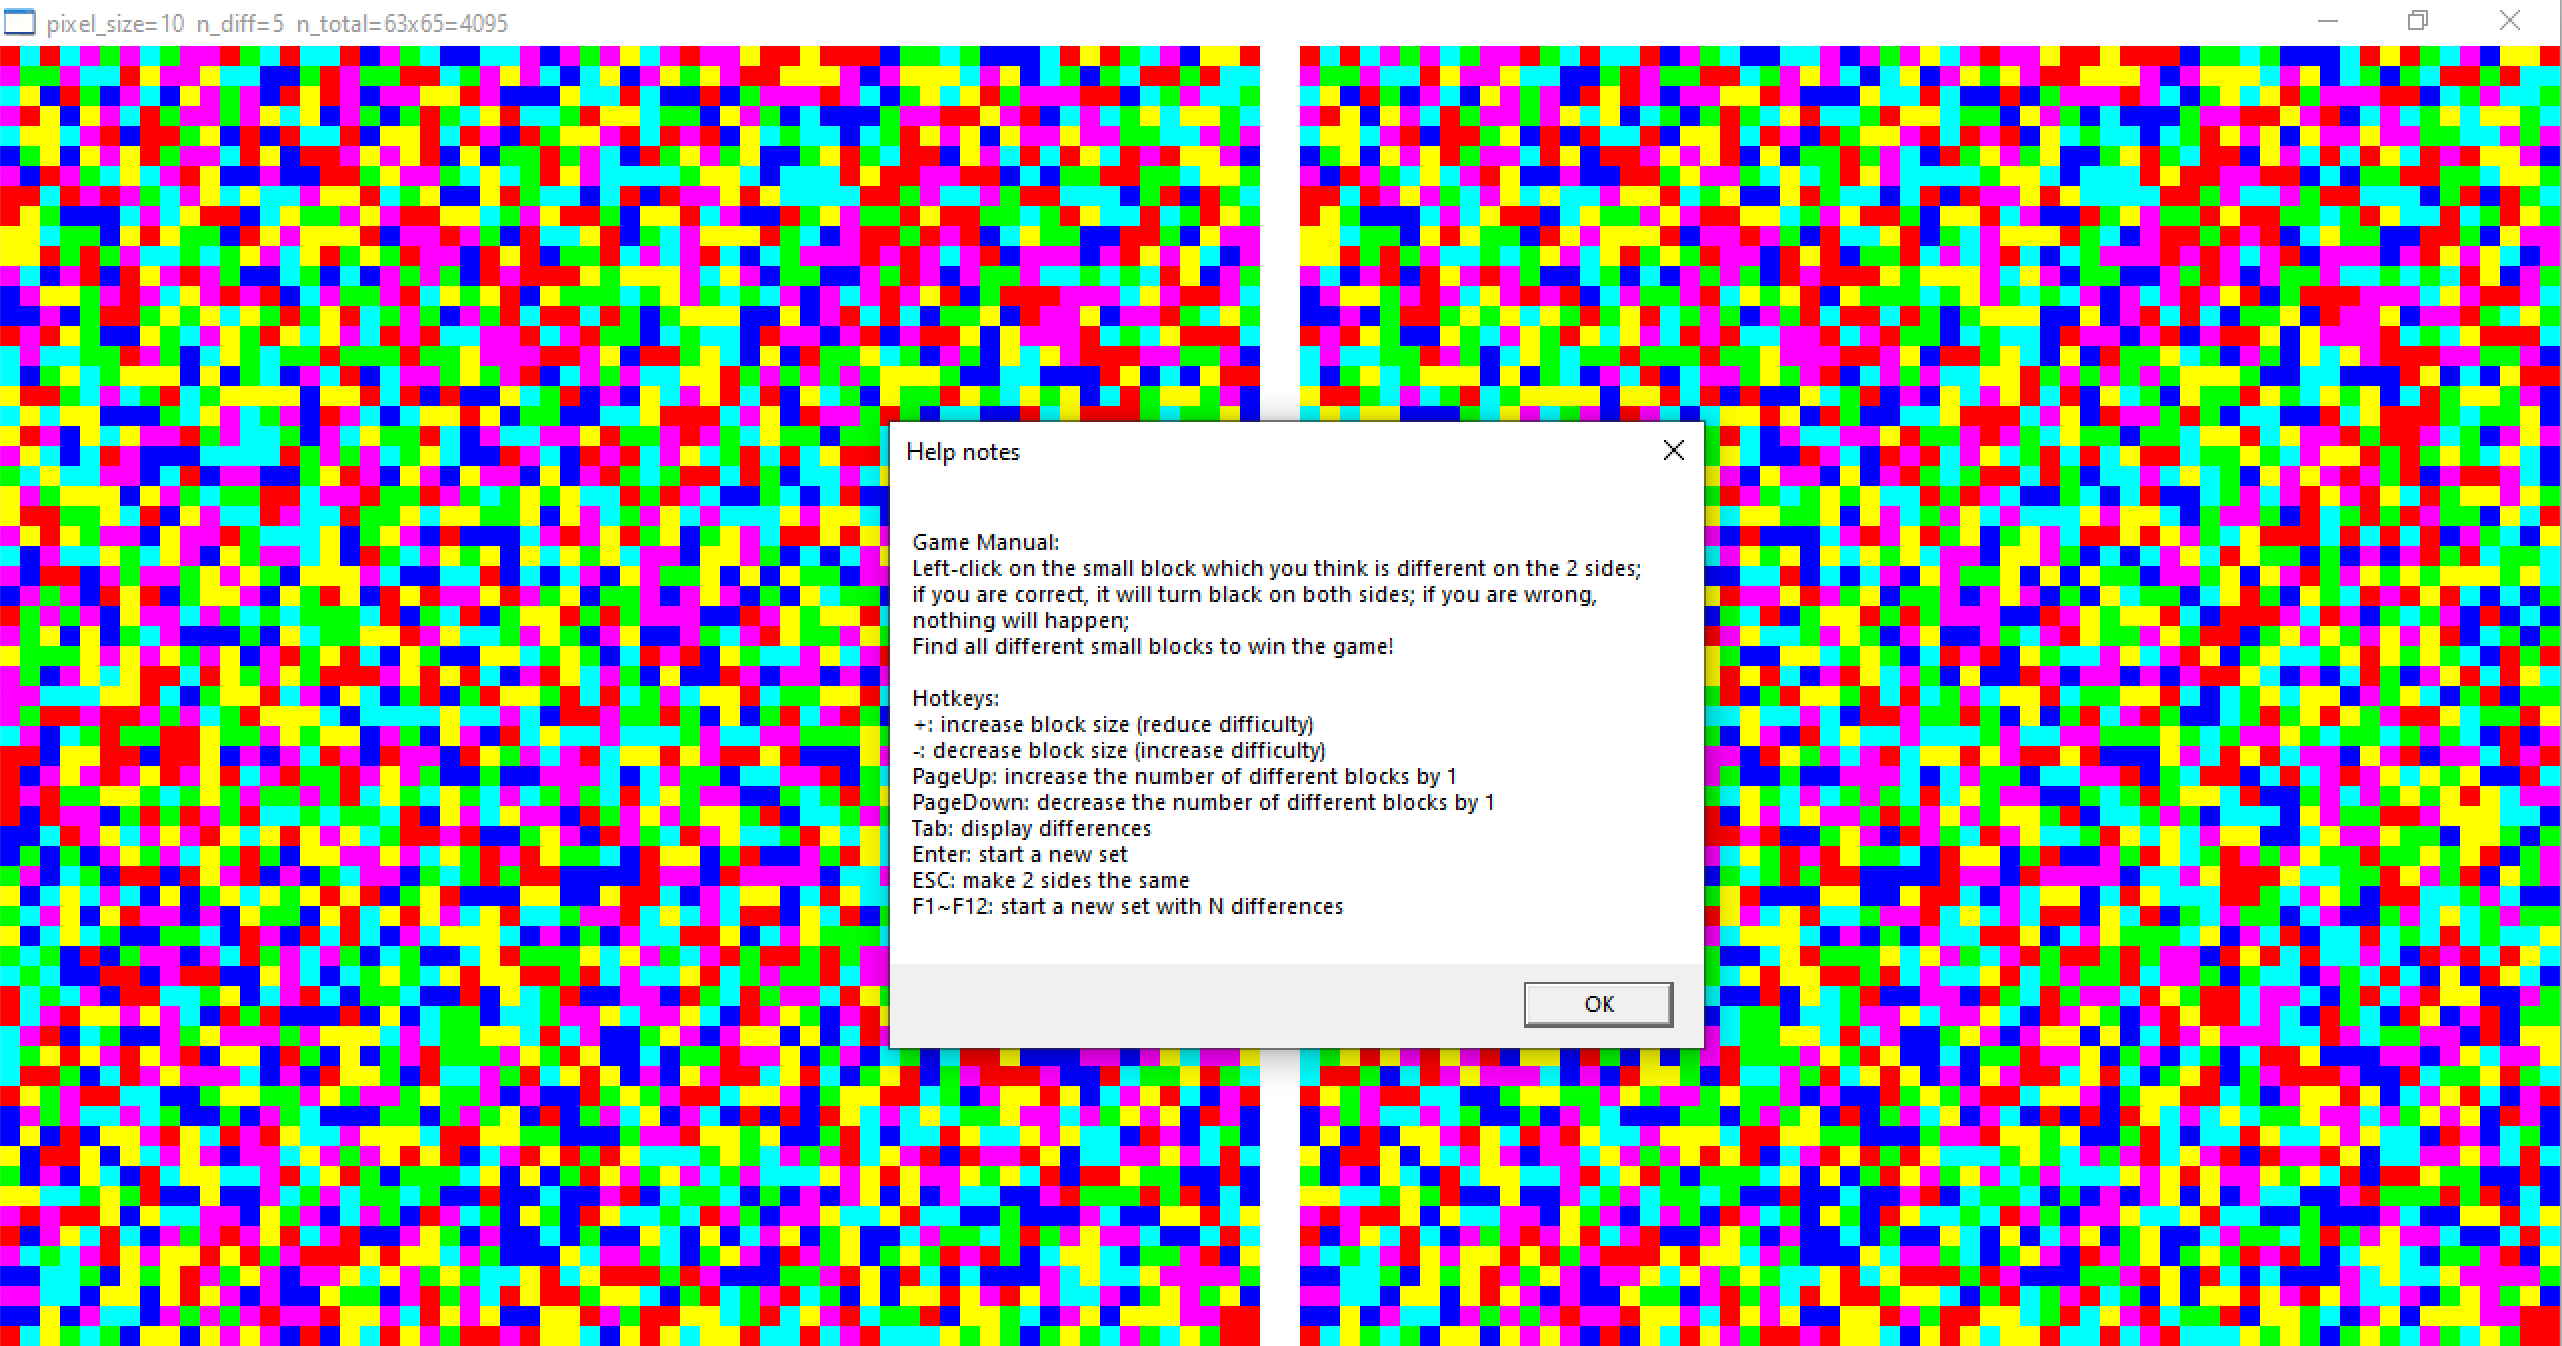 pixel_size=10 n_diff=5 n_total=63x65=4095
Help notes
Game Manual:
Left-click on the small block which you think is different on the 2 sides;
if you are correct, it will turn black on both sides; if you are wrong,
nothing will happen;
Find all different small blocks to win the game!
Hotkeys:
+: increase block size (reduce difficulty)
-: decrease block size (increase difficulty)
PageUp: increase the number of different blocks by 1
PageDown: decrease the number of different blocks by 1
Tab: display differences
Enter: start a new set
ESC: make 2 sides the same
F1~F12: start a new set with N differences
OK